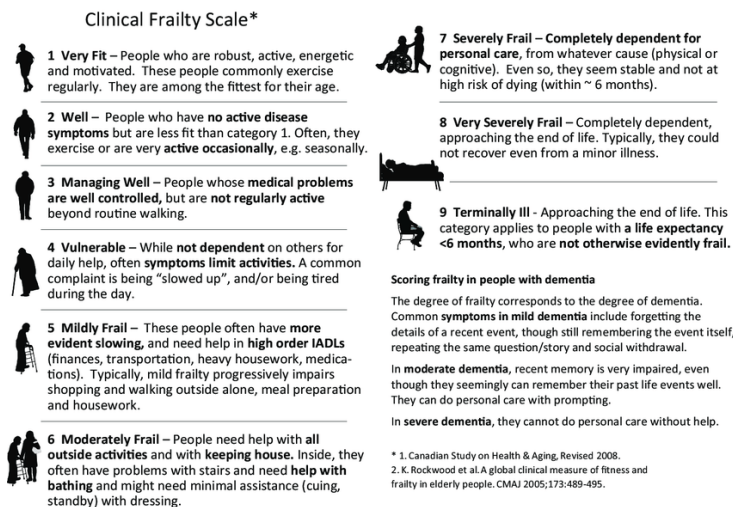 Clinical Frailty Scale*
1 Very Fit – People who are robust, active, energetic
and motivated. These people commonly exercise
regularly. They are among the fittest for their age.
2 Well – People who have no active disease
symptoms but are less fit than category 1. Often, they
exercise or are very active occasionally, e.g. seasonally.
3 Managing Well – People whose medical problems
are well controlled, but are not regularly active
beyond routine walking.
4 Vulnerable – While not dependent on others for
daily help, often symptoms limit activities. A common
complaint is being “slowed up”, and/or being tired
during the day.
5 Mildly Frail – These people often have more
evident slowing, and need help in high order IADLs
(finances, transportation, heavy housework, medica-
tions). Typically, mild frailty progressively impairs
shopping and walking outside alone, meal preparation
and housework.
6 Moderately Frail – People need help with all
outside activities and with keeping house. Inside, they
often have problems with stairs and need help with
bathing and might need minimal assistance (cuing,
standby) with dressing.
7 Severely Frail – Completely dependent for
personal care, from whatever cause (physical or
cognitive). Even so, they seem stable and not at
high risk of dying (within ~ 6 months).
8 Very Severely Frail – Completely dependent,
approaching the end of life. Typically, they could
not recover even from a minor illness.
9 Terminally Ill - Approaching the end of life. This
category applies to people with a life expectancy
<6 months, who are not otherwise evidently frail.
Scoring frailty in people with dementia
The degree of frailty corresponds to the degree of dementia.
Common symptoms in mild dementia include forgetting the
details of a recent event, though still remembering the event itself,
repeating the same question/story and social withdrawal.
In moderate dementia, recent memory is very impaired, even
though they seemingly can remember their past life events well.
They can do personal care with prompting.
In severe dementia, they cannot do personal care without help.
* 1. Canadian Study on Health & Aging, Revised 2008.
2. K. Rockwood et al. A global clinical measure of fitness and
frailty in elderly people. CMAJ 2005;173:489-495.